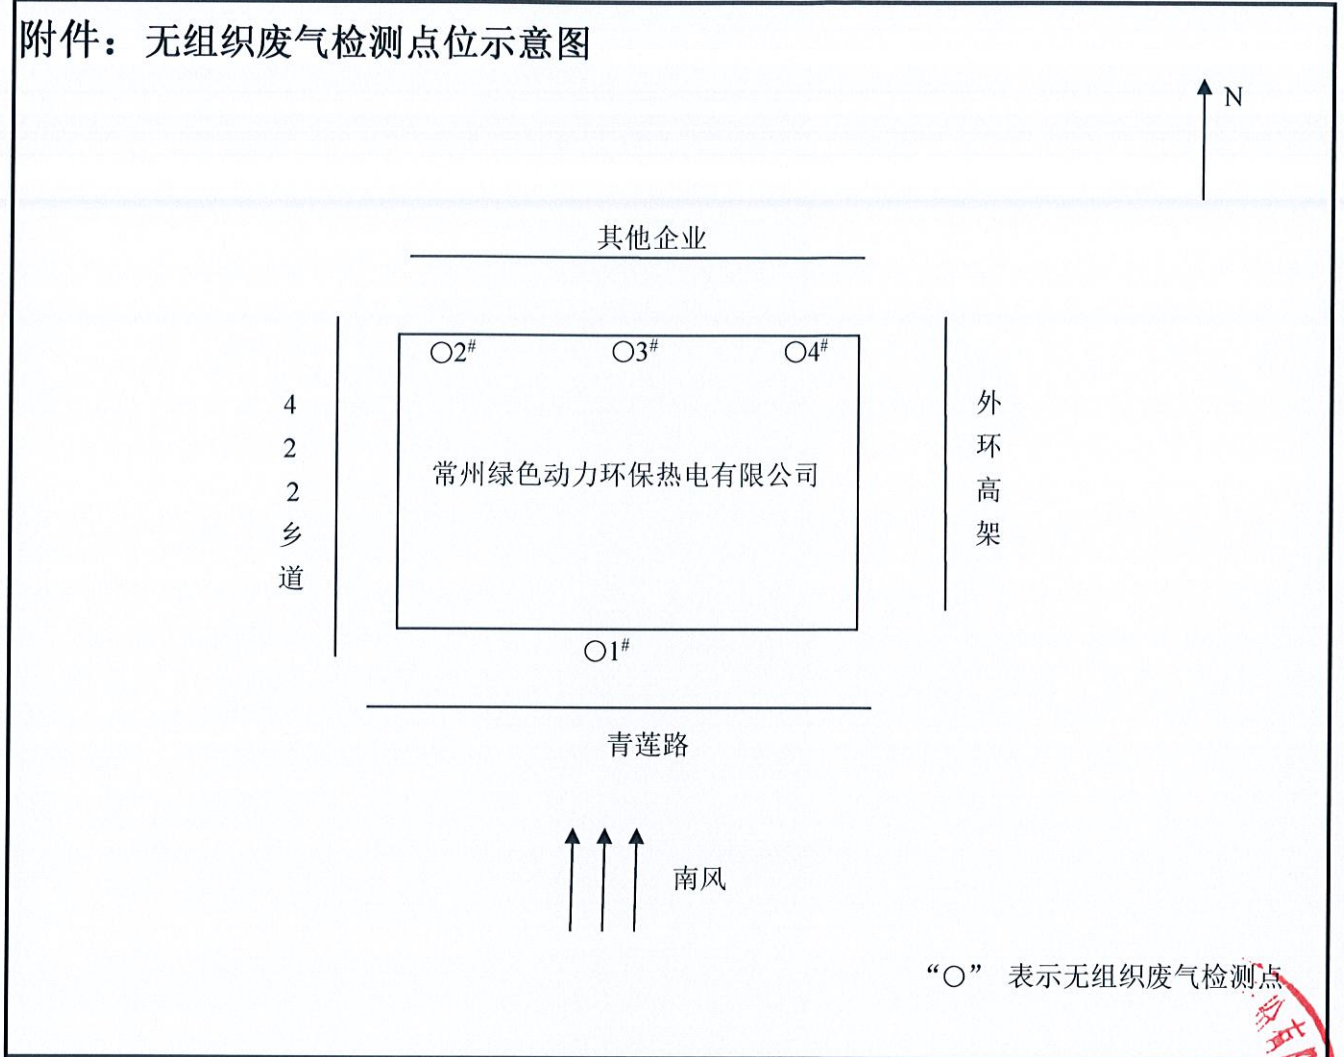 附件：无组织废气检测点位示意图
N
其他企业
○2# ○3# ○4#
422乡道
外环高架
常州绿色动力环保热电有限公司
○1#
青莲路
南风
“○” 表示无组织废气检测点